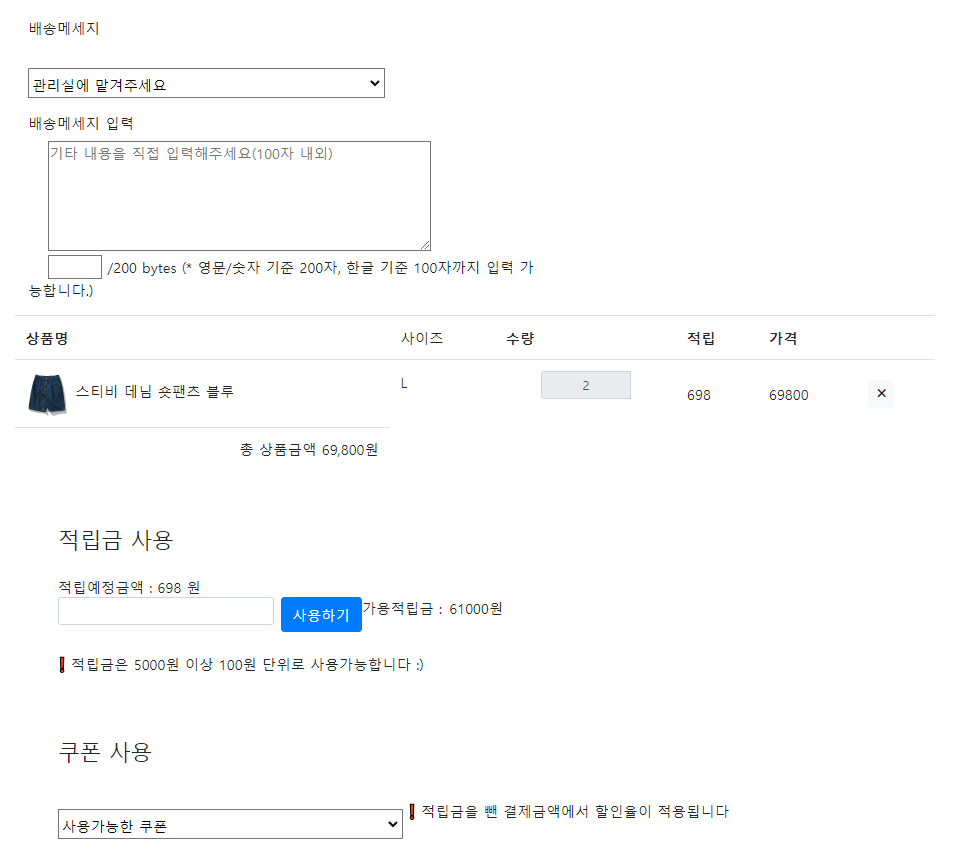 배송메세지
관리실에 맡겨주세요
배송메세지 입력
기타 내용을 직접 입력해주세요(100자 내외)
/200 bytes (* 영문/숫자 기준 200자, 한글 기준 100자까지 입력 가
능합니다.)
상품명 사이즈 수량 적립 가격
스티비 데님 숏팬츠 블루 L 2 698 69800 ×
총 상품금액 69,800원
적립금 사용
적립예정금액 : 698 원
사용하기 가용적립금 : 61000원
❗ 적립금은 5000원 이상 100원 단위로 사용가능합니다 :)
쿠폰 사용
사용가능한 쿠폰 ❗ 적립금을 뺀 결제금액에서 할인율이 적용됩니다